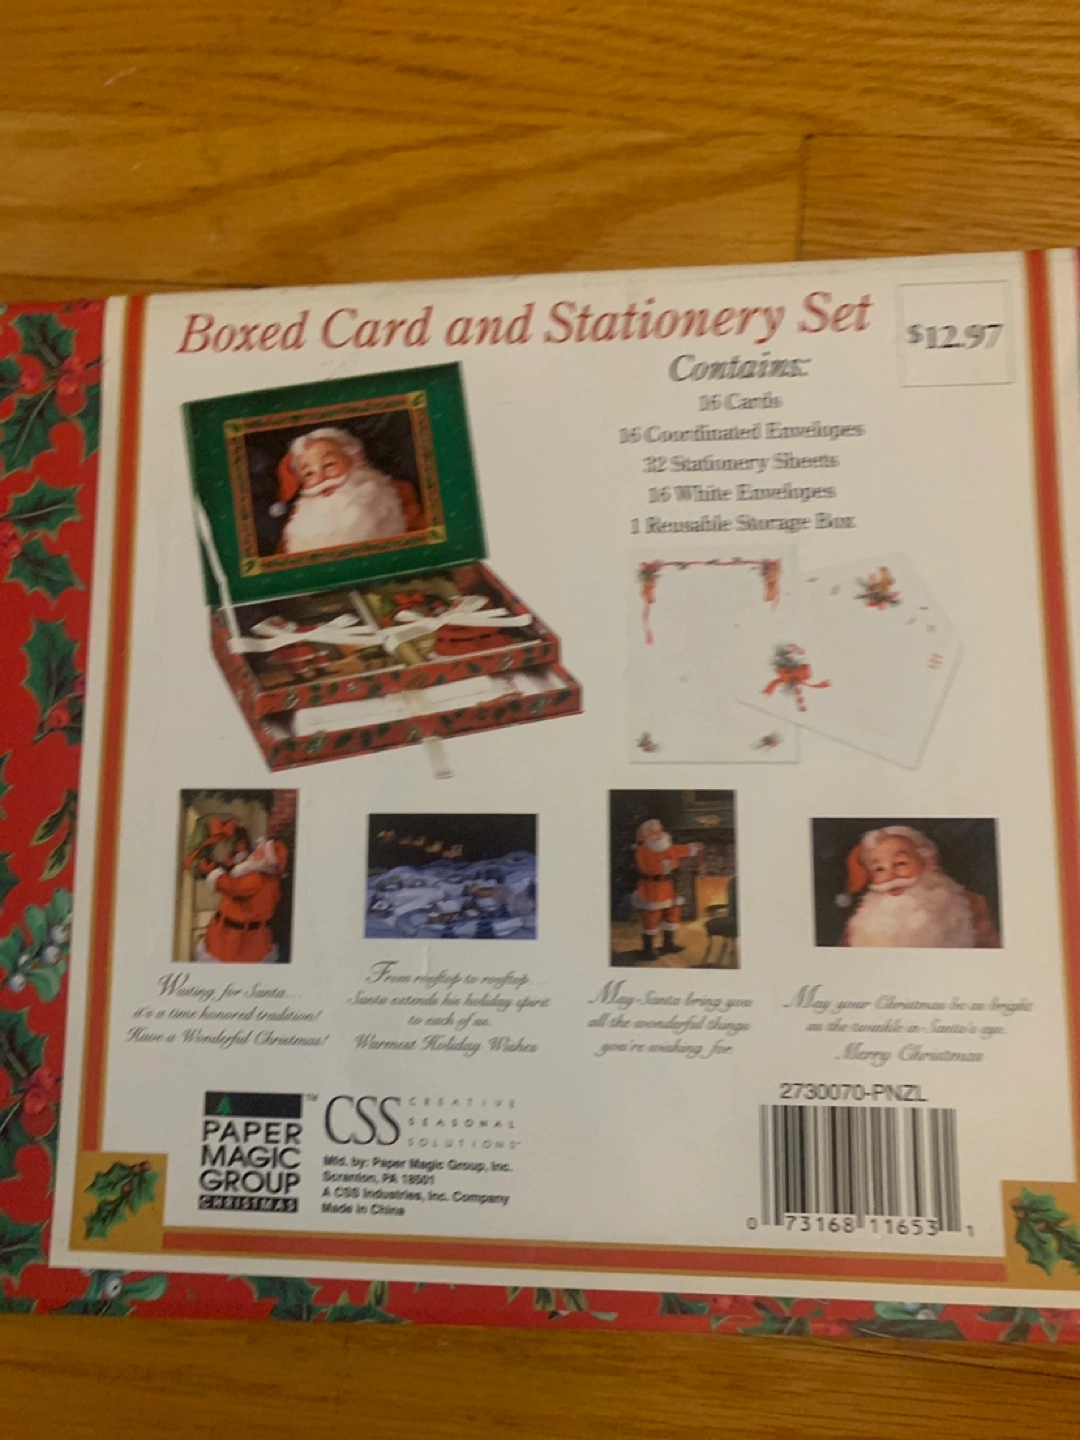 Boxed Card and Stationery Set
$12.97
Contains:
16 Cards
16 Coordinated Envelopes
32 Stationery Sheets
16 White Envelopes
1 Reusable Storage Box
Waiting for Santa...
it's a time honored tradition!
Have a Wonderful Christmas!
From rooftop to rooftop...
Santa extends his holiday spirit
to each of us.
Warmest Holiday Wishes
May Santa bring you
all the wonderful things
you're wishing for.
May your Christmas be as bright
as the twinkle in Santa's eye.
Merry Christmas
PAPER
MAGIC
GROUP
CHRISTMAS
TM
CSS
CREATIVE
SEASONAL
SOLUTIONS
Mfd. by: Paper Magic Group, Inc.
Scranton, PA 18501
A CSS Industries, Inc. Company
Made in China
2730070-PNZL
0 73168 11653 1